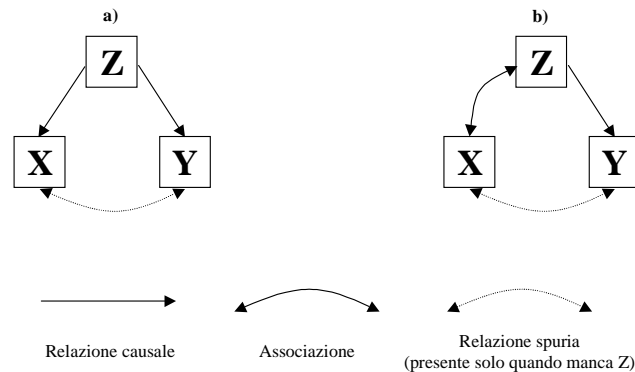 a)
b)
Z
Z
X
Y
X
Y
Relazione causale
Associazione
Relazione spuria
(presente solo quando manca Z)